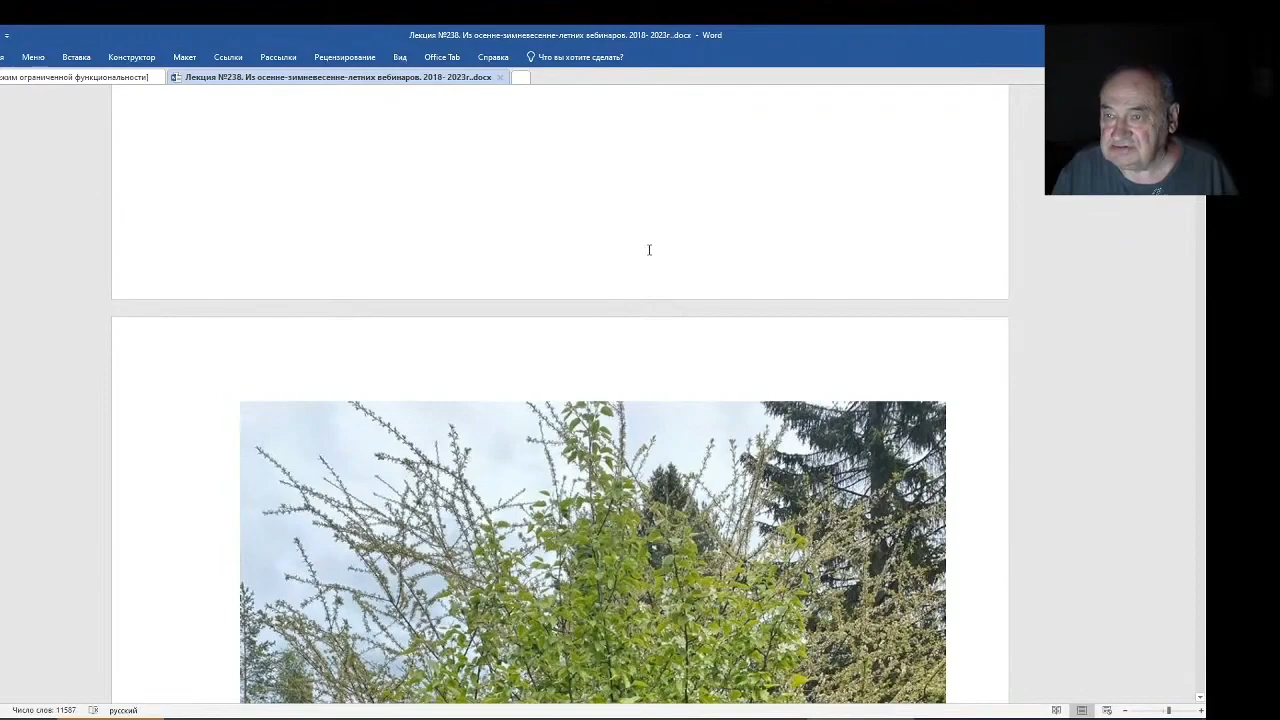 Лекция №238. Из осенне-зимневесенне-летних вебинаров. 2018- 2023г..docx - Word
Меню Вставка Конструктор Макет Ссылки Рассылки Рецензирование Вид Office Tab Справка Что вы хотите сделать?
ограниченной функциональности] Лекция №238. Из осенне-зимневесенне-летних вебинаров. 2018- 2023г..docx
Число слов: 11587 русский